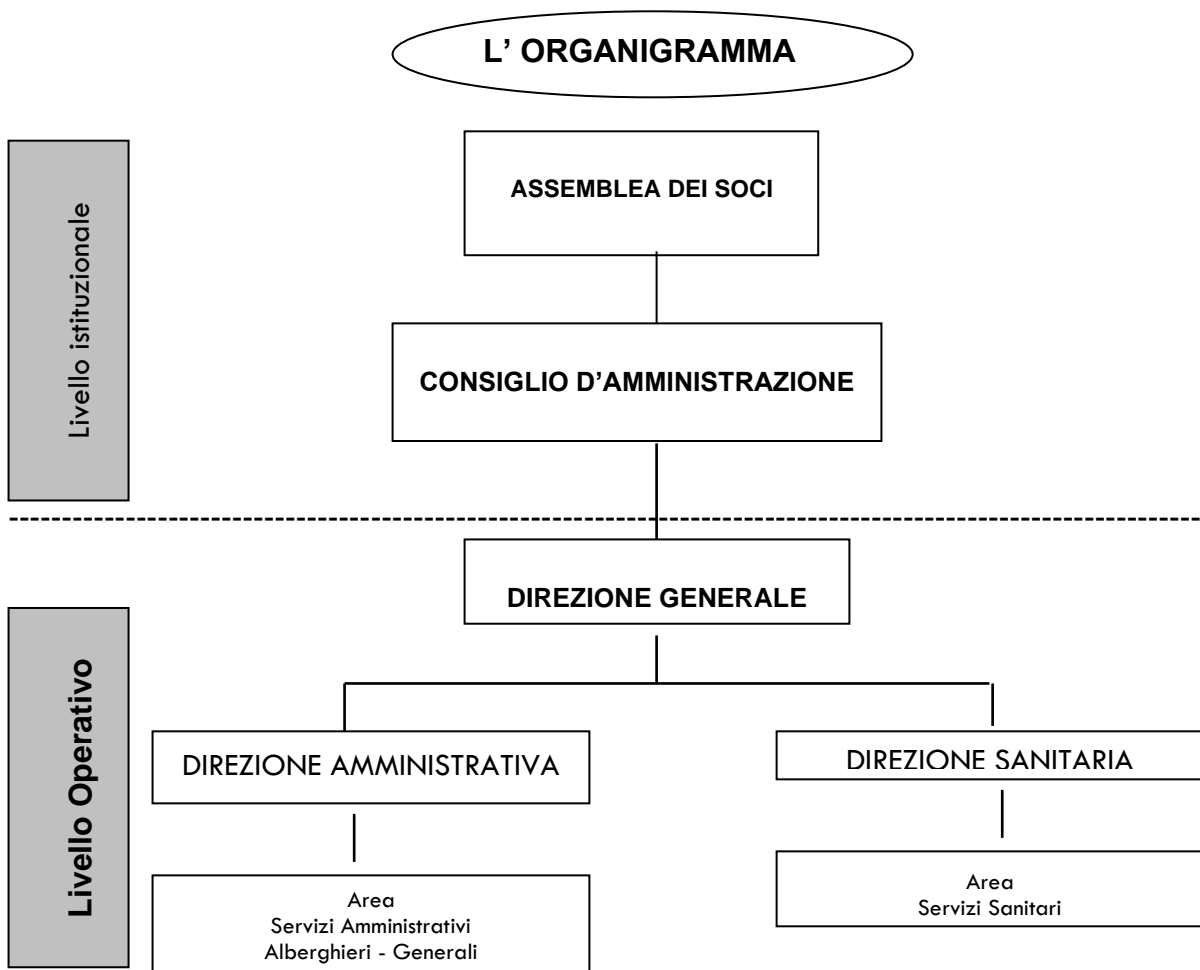 L' ORGANIGRAMMA
Livello istituzionale
ASSEMBLEA DEI SOCI
CONSIGLIO D'AMMINISTRAZIONE
Livello Operativo
DIREZIONE GENERALE
DIREZIONE AMMINISTRATIVA
DIREZIONE SANITARIA
Area
Servizi Amministrativi
Alberghieri - Generali
Area
Servizi Sanitari